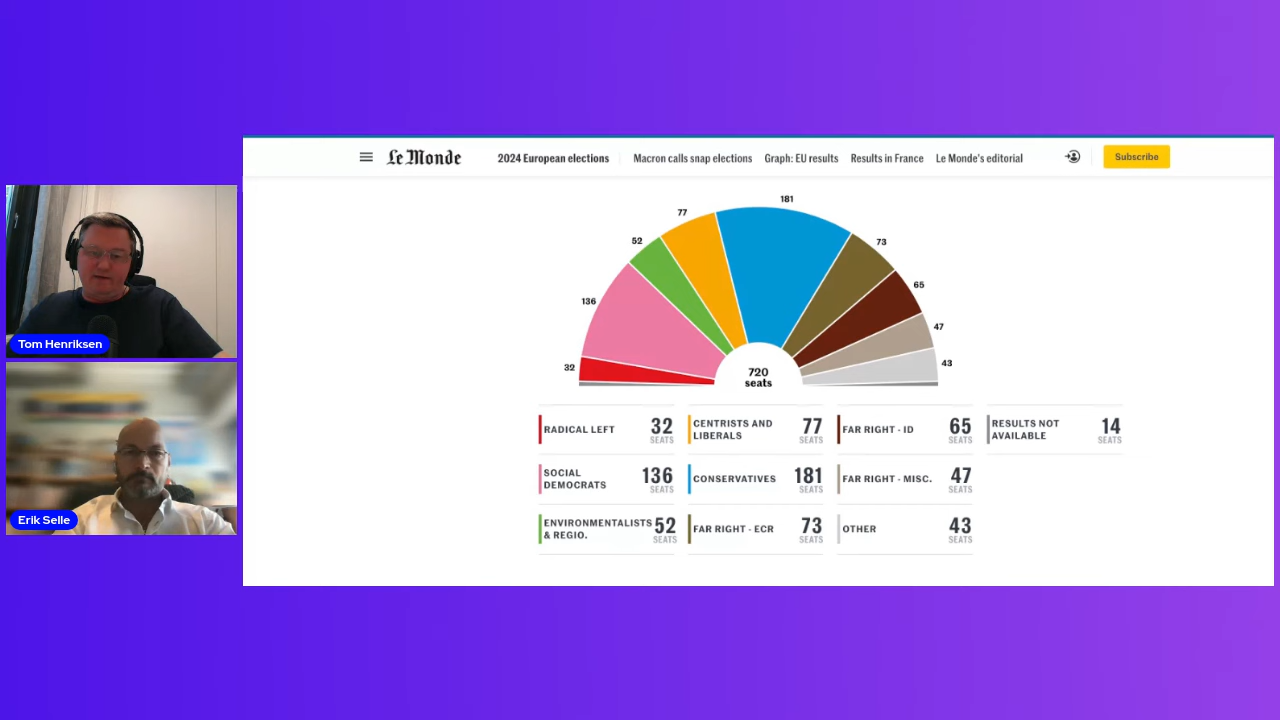 Le Monde
2024 European elections
Macron calls snap elections
Graph: EU results
Results in France
Le Monde's editorial
Subscribe
181
77
73
52
65
136
47
32
43
720
seats
RADICAL LEFT 32 SEATS
CENTRISTS AND LIBERALS 77 SEATS
FAR RIGHT - ID 65 SEATS
RESULTS NOT AVAILABLE 14 SEATS
SOCIAL DEMOCRATS 136 SEATS
CONSERVATIVES 181 SEATS
FAR RIGHT - MISC. 47 SEATS
ENVIRONMENTALISTS & REGIO. 52 SEATS
FAR RIGHT - ECR 73 SEATS
OTHER 43 SEATS
Tom Henriksen
Erik Selle